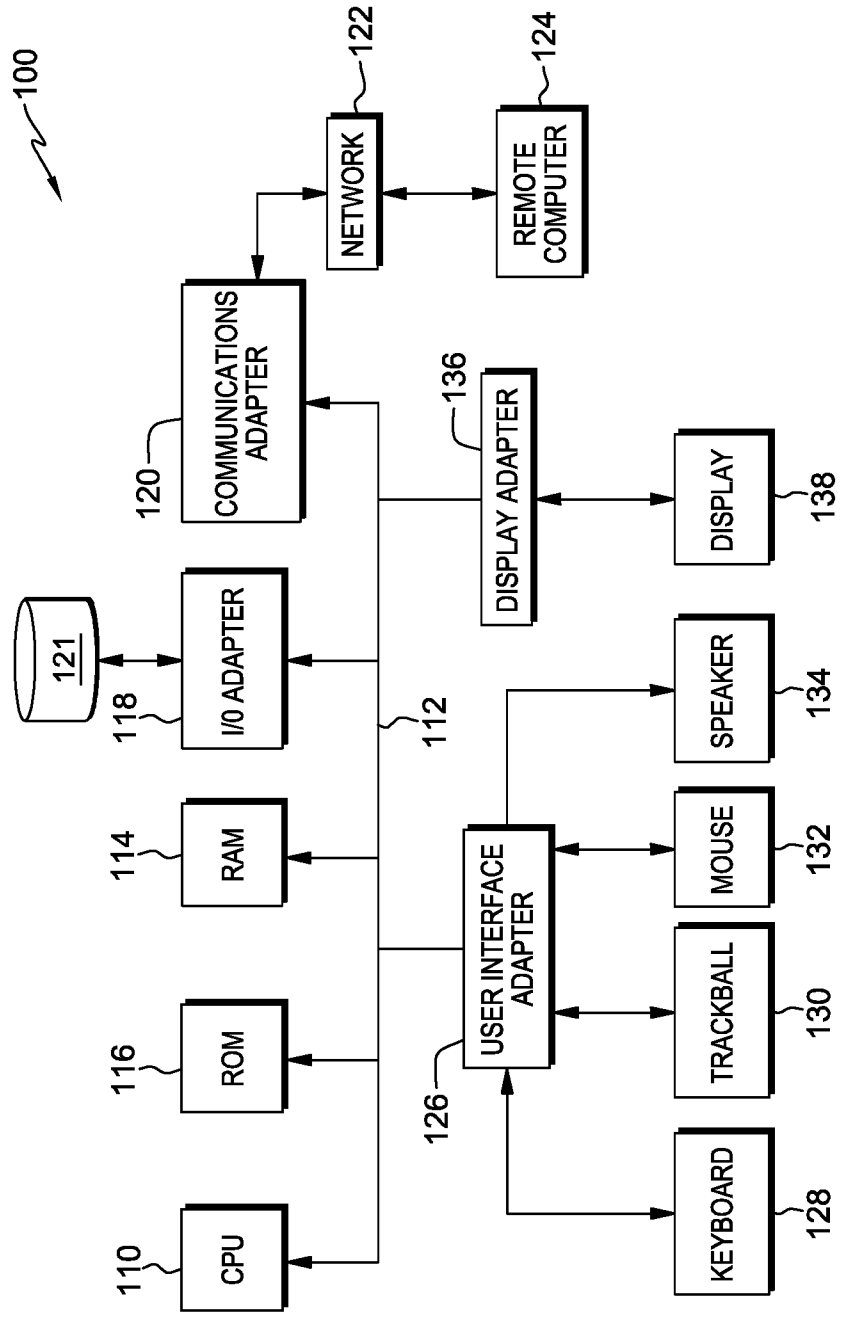 100
110
CPU
116
ROM
114
RAM
118
I/0 ADAPTER
121
120
COMMUNICATIONS
ADAPTER
NETWORK
122
REMOTE
COMPUTER
124
112
126
USER INTERFACE
ADAPTER
DISPLAY ADAPTER
136
KEYBOARD
128
TRACKBALL
130
MOUSE
132
SPEAKER
134
DISPLAY
138